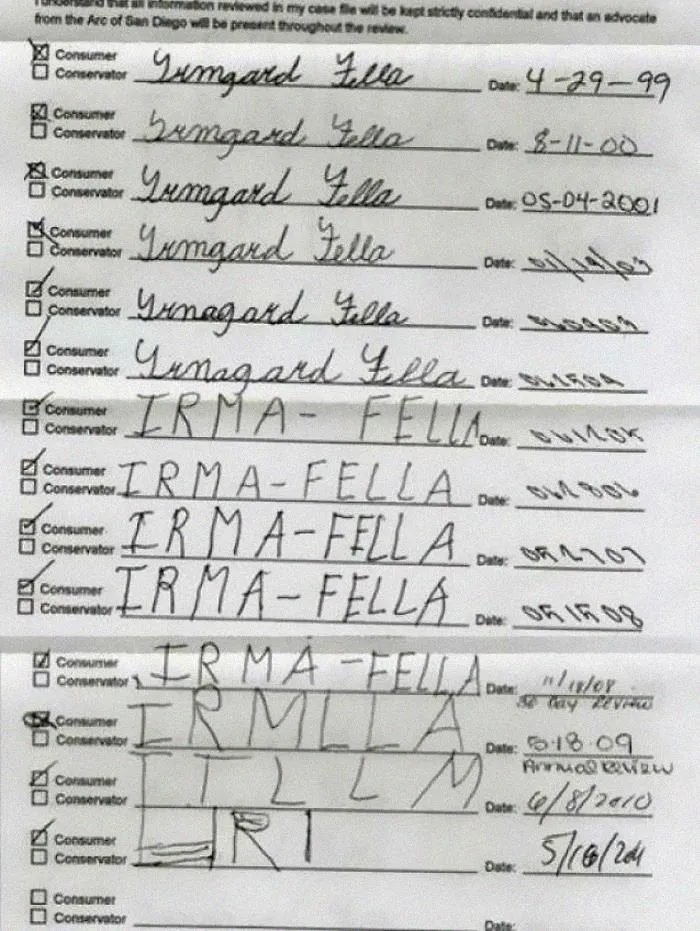 I understand that all information reviewed in my case file will be kept strictly confidential and that an advocate
from the Arc of San Diego will be present throughout the review.
Consumer
Conservator Irmgard Fella Date: 4-29-99
Consumer
Conservator Irmgard Fella Date: 8-11-00
Consumer
Conservator Irmgard Fella Date: 05-04-2001
Consumer
Conservator Irmgard Fella Date: 01/19/03
Consumer
Conservator Irnagard Fella Date:
Consumer
Conservator Irnagard Fella Date:
Consumer
Conservator IRMA- FELLA Date:
Consumer
Conservator IRMA-FELLA Date:
Consumer
Conservator IRMA-FELLA Date:
Consumer
Conservator IRMA-FELLA Date:
Consumer
Conservator IRMA-FELLA Date: 11/18/08
30 Day REVIEW
Consumer
Conservator IRMLLA Date: 5-18-09
Annual Review
Consumer
Conservator ITLLM Date: 6/8/2010
Consumer
Conservator RI Date:
Consumer
Conservator Date: